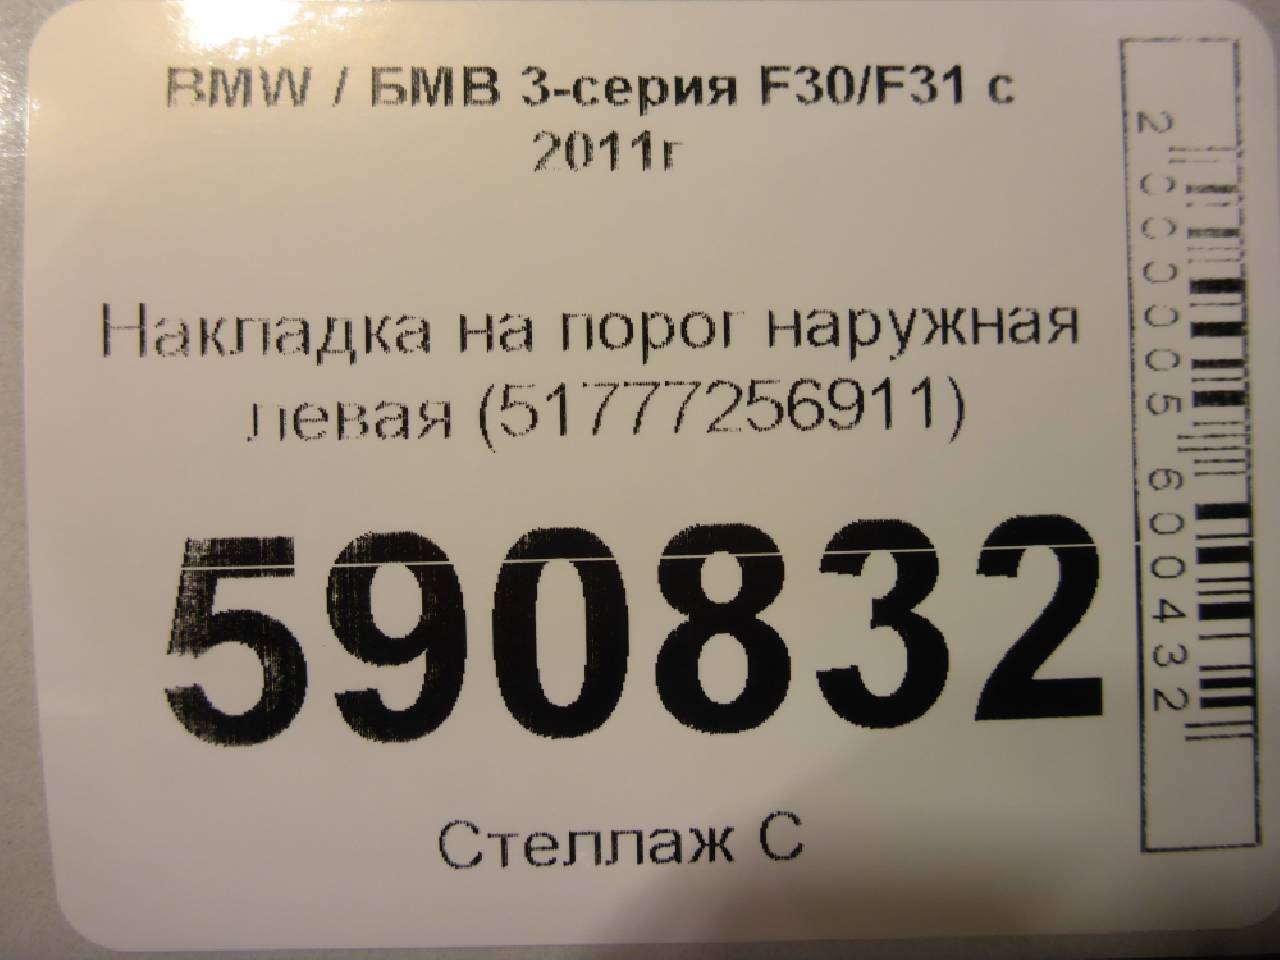 BMW / БМВ 3-серия F30/F31 с
2011г
Накладка на порог наружная
левая (51777256911)
590832
Стеллаж С
2000005600432